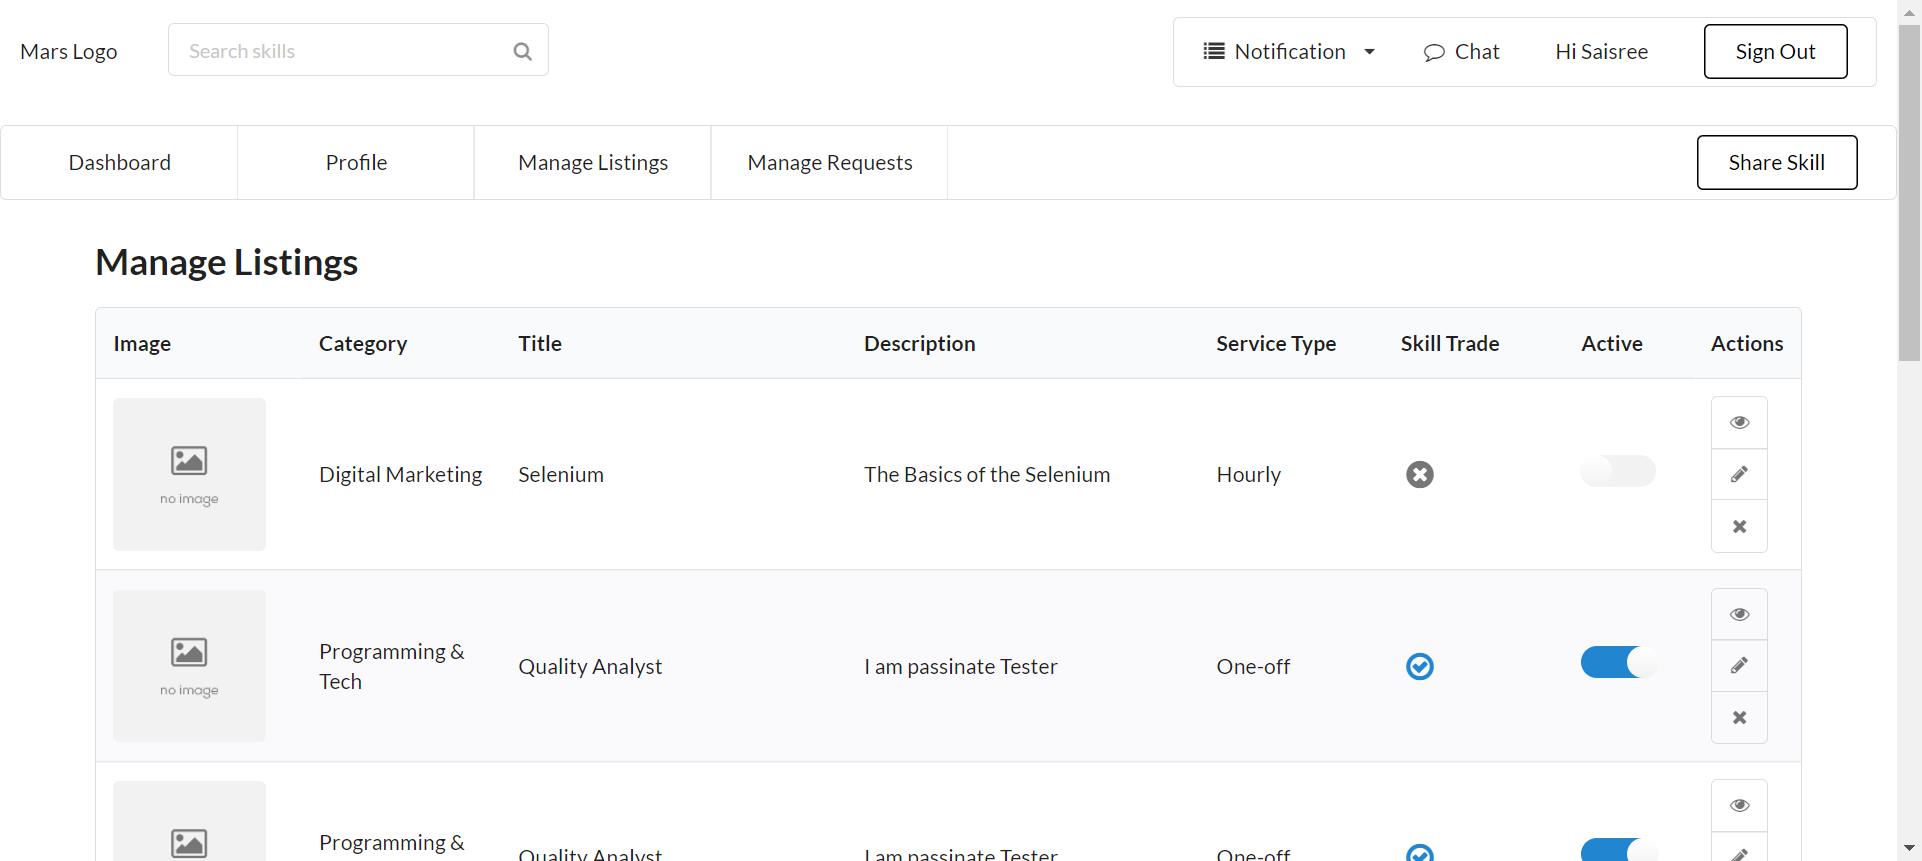 Mars Logo
Search skills
Notification
Chat
Hi Saisree
Sign Out
Dashboard
Profile
Manage Listings
Manage Requests
Share Skill
Manage Listings
Image
Category
Title
Description
Service Type
Skill Trade
Active
Actions
no image
Digital Marketing
Selenium
The Basics of the Selenium
Hourly
no image
Programming &
Tech
Quality Analyst
I am passinate Tester
One-off
Programming &
Quality Analyst
I am passinate Tester
One-off